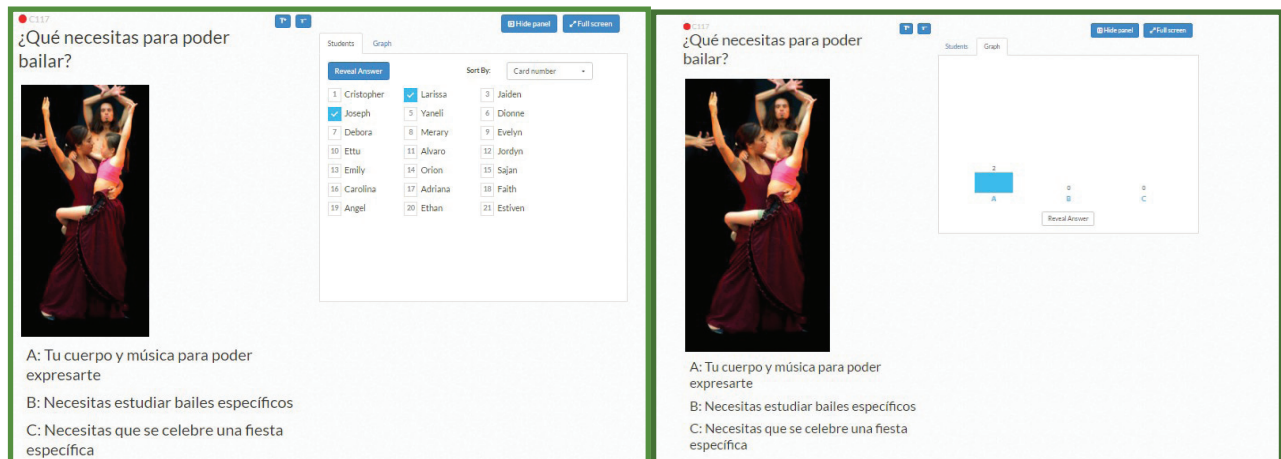 C117
¿Qué necesitas para poder
bailar?
Hide panel
Full screen
Students Graph
Reveal Answer
Sort By: Card number
1 Cristopher Larissa 3 Jaiden
Joseph 5 Yaneli 6 Dionne
7 Debora 8 Merary 9 Evelyn
10 Ettu 11 Alvaro 12 Jordyn
13 Emily 14 Orion 15 Sajan
16 Carolina 17 Adriana 18 Faith
19 Angel 20 Ethan 21 Estiven
A: Tu cuerpo y música para poder
expresarte
B: Necesitas estudiar bailes específicos
C: Necesitas que se celebre una fiesta
específica
C117
¿Qué necesitas para poder
bailar?
Hide panel
Full screen
Students Graph
2 0 0
A B C
Reveal Answer
A: Tu cuerpo y música para poder
expresarte
B: Necesitas estudiar bailes específicos
C: Necesitas que se celebre una fiesta
específica